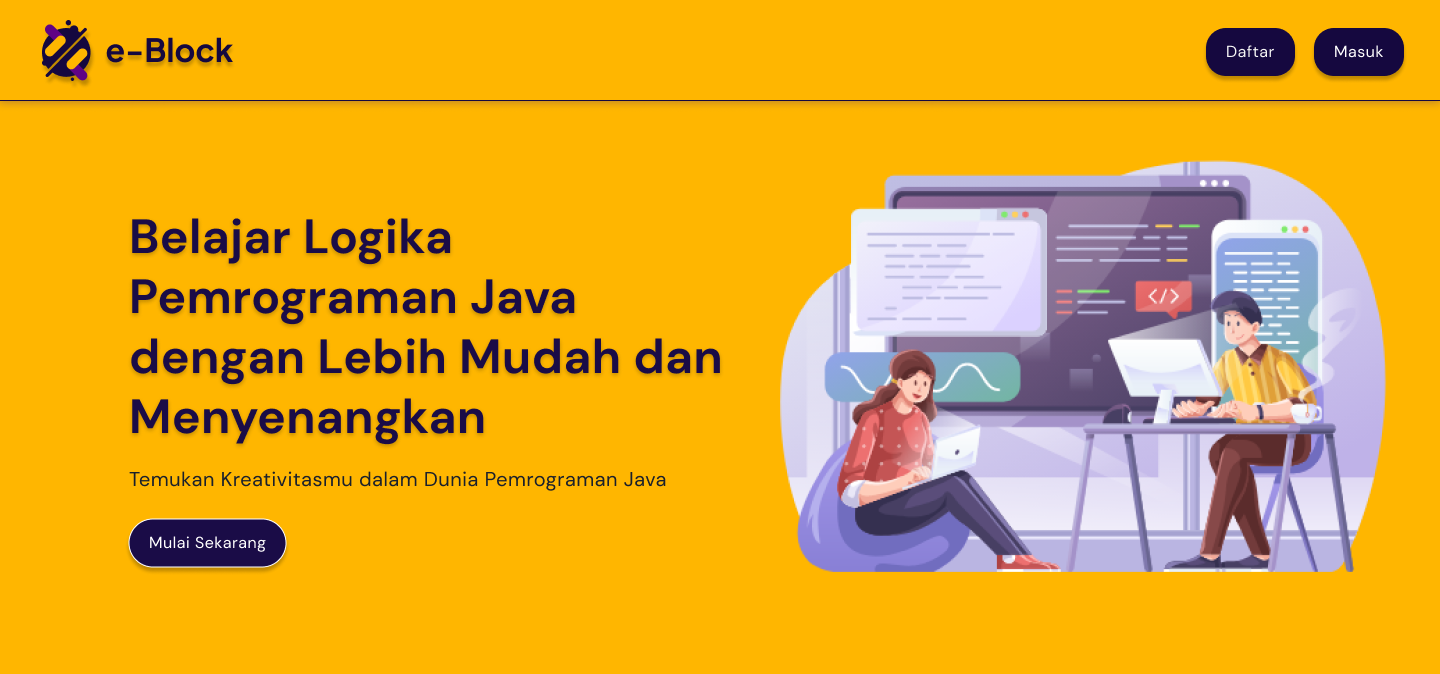 e-Block
Daftar
Masuk
Belajar Logika
Pemrograman Java
dengan Lebih Mudah dan
Menyenangkan
Temukan Kreativitasmu dalam Dunia Pemrograman Java
Mulai Sekarang
</>